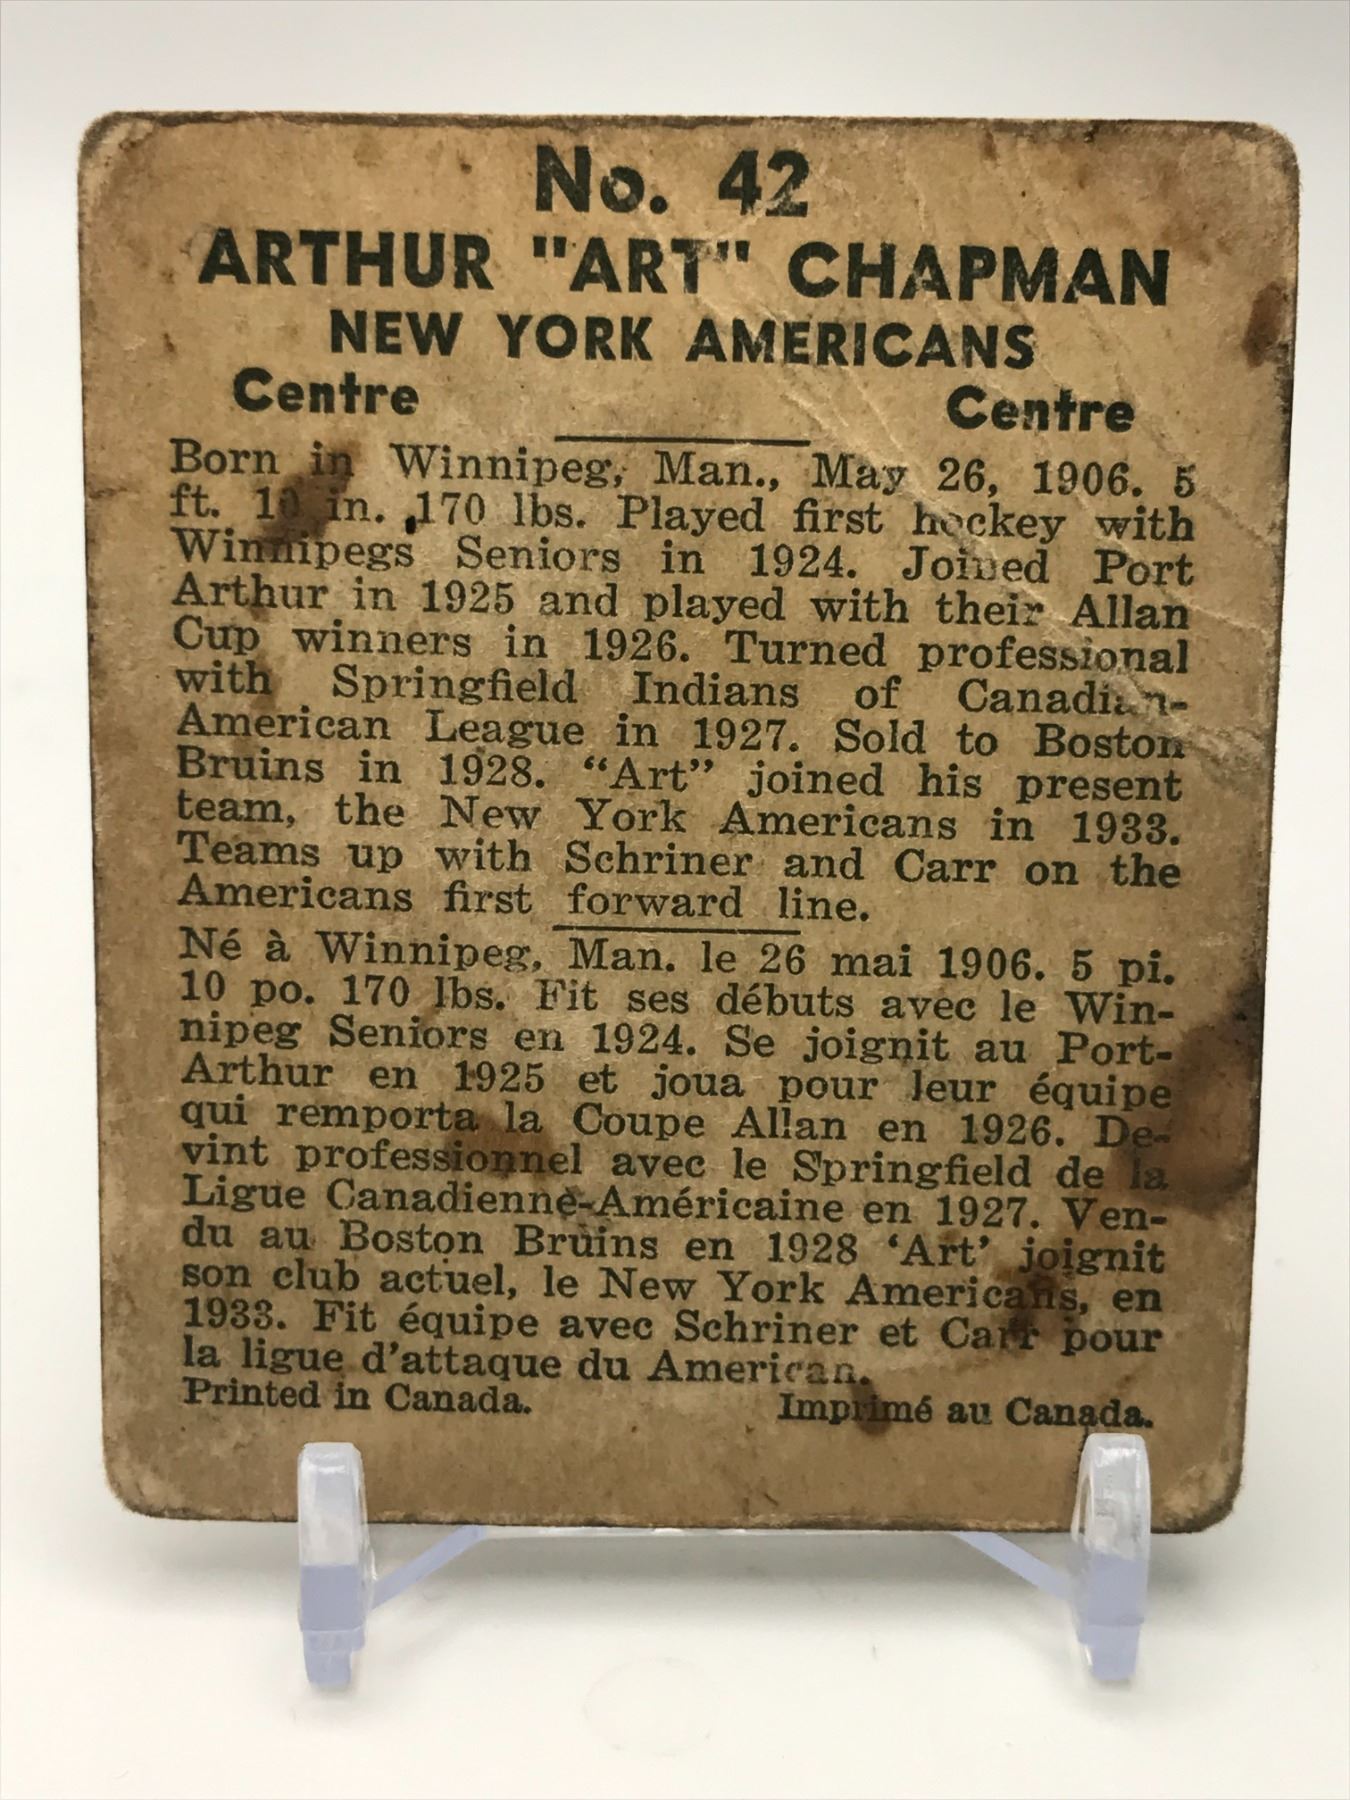 No. 42
ARTHUR "ART" CHAPMAN
NEW YORK AMERICANS
Centre Centre
Born in Winnipeg, Man., May 26, 1906. 5
ft. 10 in. 170 lbs. Played first hockey with
Winnipegs Seniors in 1924. Joined Port
Arthur in 1925 and played with their Allan
Cup winners in 1926. Turned professional
with Springfield Indians of Canadian-
American League in 1927. Sold to Boston
Bruins in 1928. “Art” joined his present
team, the New York Americans in 1933.
Teams up with Schriner and Carr on the
Americans first forward line.
Né à Winnipeg, Man. le 26 mai 1906. 5 pi.
10 po. 170 lbs. Fit ses débuts avec le Win-
nipeg Seniors en 1924. Se joignit au Port-
Arthur en 1925 et joua pour leur équipe
qui remporta la Coupe Allan en 1926. De-
vint professionnel avec le Springfield de la
Ligue Canadienne-Américaine en 1927. Ven-
du au Boston Bruins en 1928 ‘Art’ joignit
son club actuel, le New York Americans, en
1933. Fit équipe avec Schriner et Carr pour
la ligue d’attaque du American.
Printed in Canada. Imprimé au Canada.